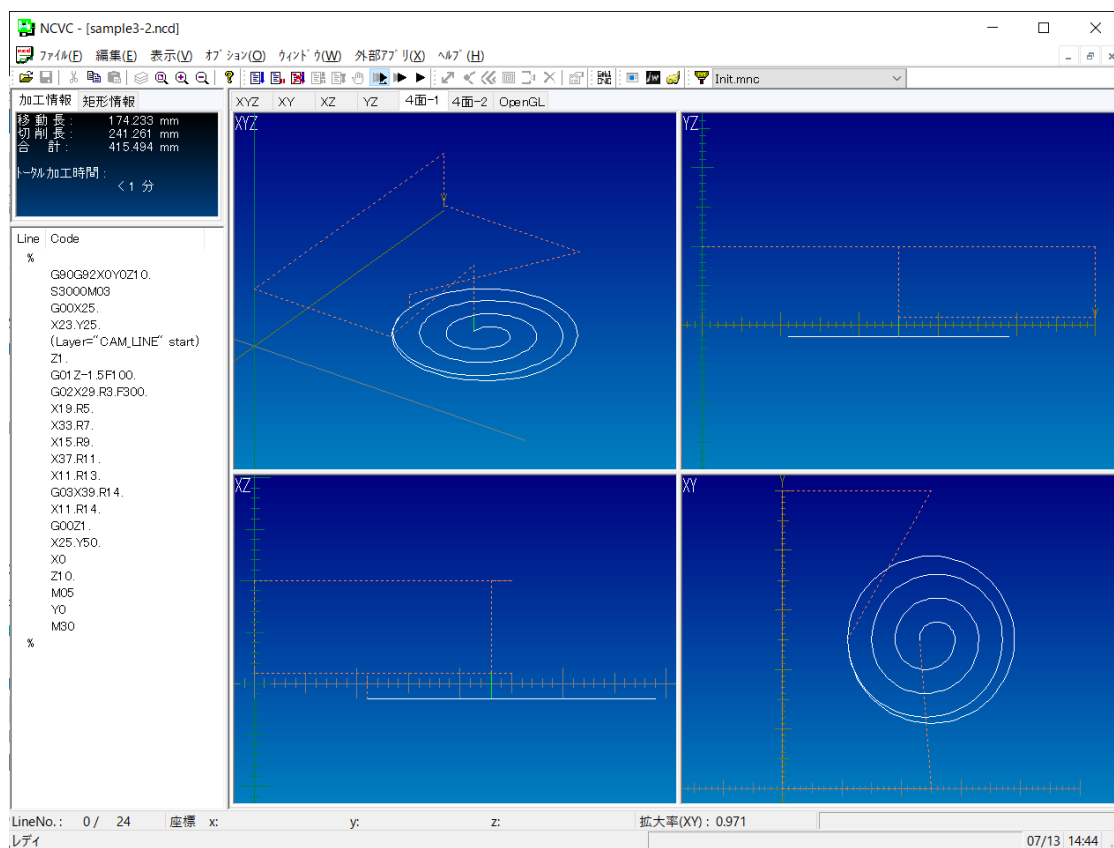 NCVC - [sample3-2.ncd]
ファイル(F) 編集(E) 表示(V) オプション(O) ウィンドウ(W) 外部アプリ(X) ヘルプ(H)
Init.mnc
加工情報 矩形情報
XYZ XY XZ YZ 4面-1 4面-2 OpenGL
移動長: 174.233 mm
切削長: 241.261 mm
合 計: 415.494 mm
トータル加工時間:
<1 分
XYZ
YZ
XZ
XY
Y
Line Code
%
G90G92X0Y0Z10.
S3000M03
G00X25.
X23.Y25.
(Layer="CAM_LINE" start)
Z1.
G01Z-1.5F100.
G02X29.R3.F300.
X19.R5.
X33.R7.
X15.R9.
X37.R11.
X11.R13.
G03X39.R14.
X11.R14.
G00Z1.
X25.Y50.
X0
Z10.
M05
Y0
M30
%
LineNo.: 0 / 24 座標 x: y: z: 拡大率(XY) : 0.971
レディ 07/13 14:44